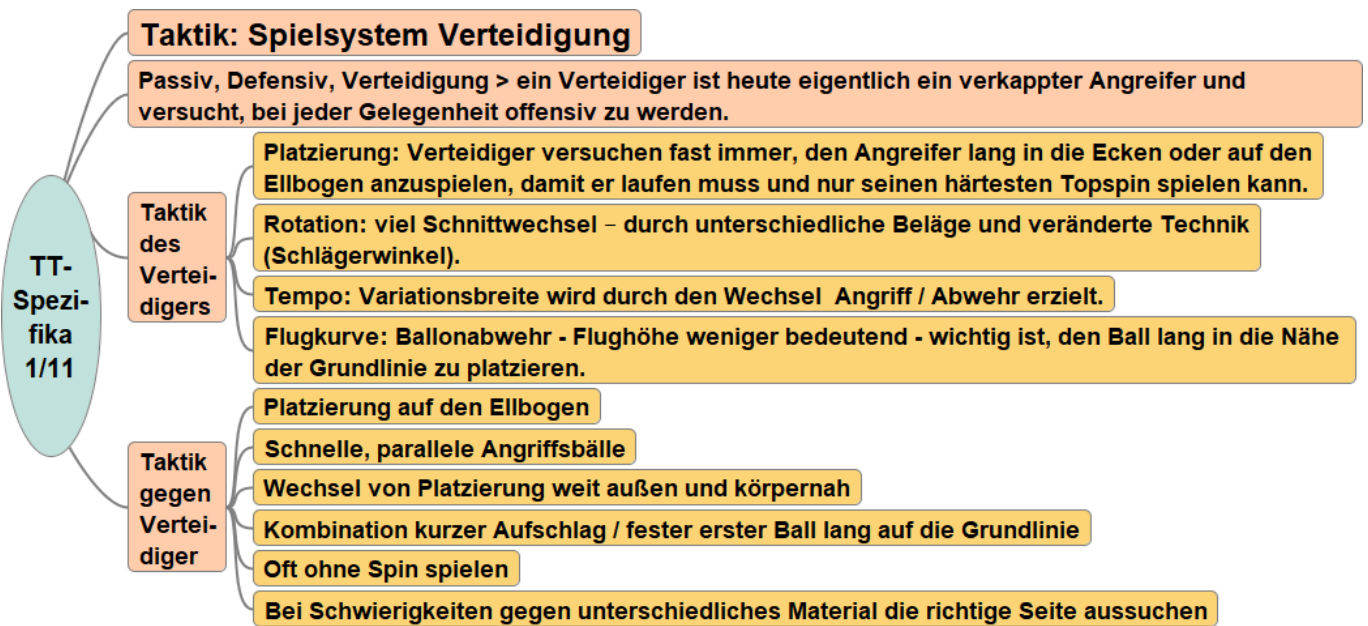 Taktik: Spielsystem Verteidigung
Passiv, Defensiv, Verteidigung > ein Verteidiger ist heute eigentlich ein verkappter Angreifer und
versucht, bei jeder Gelegenheit offensiv zu werden.
TT-
Spezi-
fika
1/11
Taktik
des
Vertei-
digers
Platzierung: Verteidiger versuchen fast immer, den Angreifer lang in die Ecken oder auf den
Ellbogen anzuspielen, damit er laufen muss und nur seinen härtesten Topspin spielen kann.
Rotation: viel Schnittwechsel – durch unterschiedliche Beläge und veränderte Technik
(Schlägerwinkel).
Tempo: Variationsbreite wird durch den Wechsel Angriff / Abwehr erzielt.
Flugkurve: Ballonabwehr - Flughöhe weniger bedeutend - wichtig ist, den Ball lang in die Nähe
der Grundlinie zu platzieren.
Taktik
gegen
Vertei-
diger
Platzierung auf den Ellbogen
Schnelle, parallele Angriffsbälle
Wechsel von Platzierung weit außen und körpernah
Kombination kurzer Aufschlag / fester erster Ball lang auf die Grundlinie
Oft ohne Spin spielen
Bei Schwierigkeiten gegen unterschiedliches Material die richtige Seite aussuchen